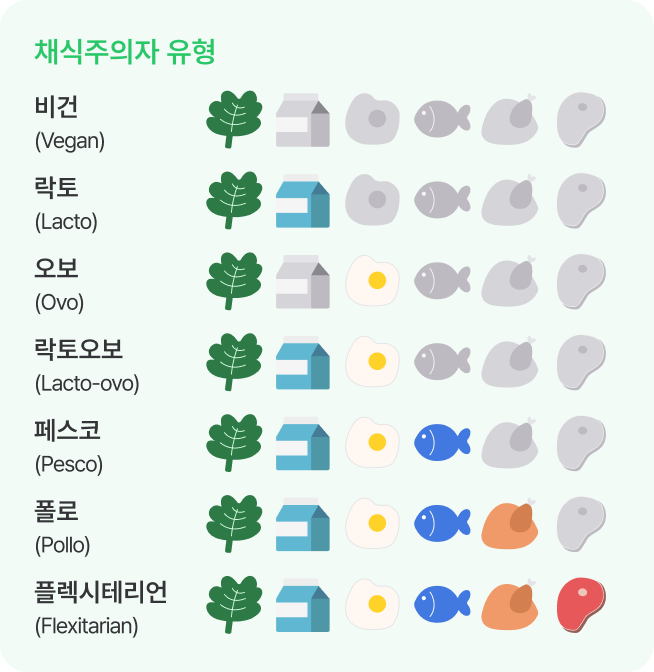 채식주의자 유형
비건
(Vegan)
락토
(Lacto)
오보
(Ovo)
락토오보
(Lacto-ovo)
페스코
(Pesco)
폴로
(Pollo)
플렉시테리언
(Flexitarian)